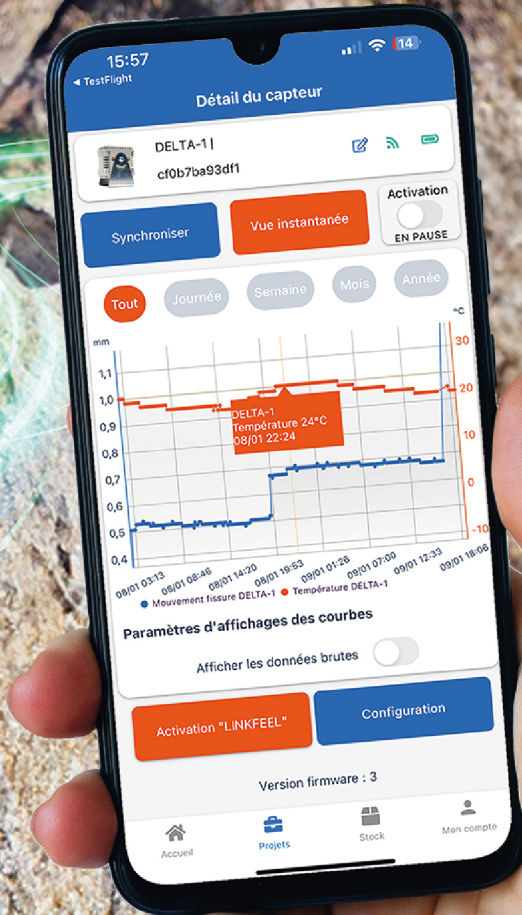 15:57
14
◀ TestFlight
Détail du capteur
DELTA-1 |
cf0b7ba93df1
Synchroniser
Vue instantanée
Activation
EN PAUSE
Tout
Journée
Semaine
Mois
Année
mm
°C
1,1
1,0
0,9
0,8
0,7
0,6
0,5
0,4
30
20
10
0
-10
DELTA-1
Température 24°C
08/01 22:24
08/01 03:13
08/01 08:46
08/01 14:20
08/01 19:53
09/01 01:26
09/01 07:00
09/01 12:33
09/01 18:06
Mouvement fissure DELTA-1
Température DELTA-1
Paramètres d'affichages des courbes
Afficher les données brutes
Activation "LINKFEEL"
Configuration
Version firmware : 3
Accueil
Projets
Stock
Mon compte